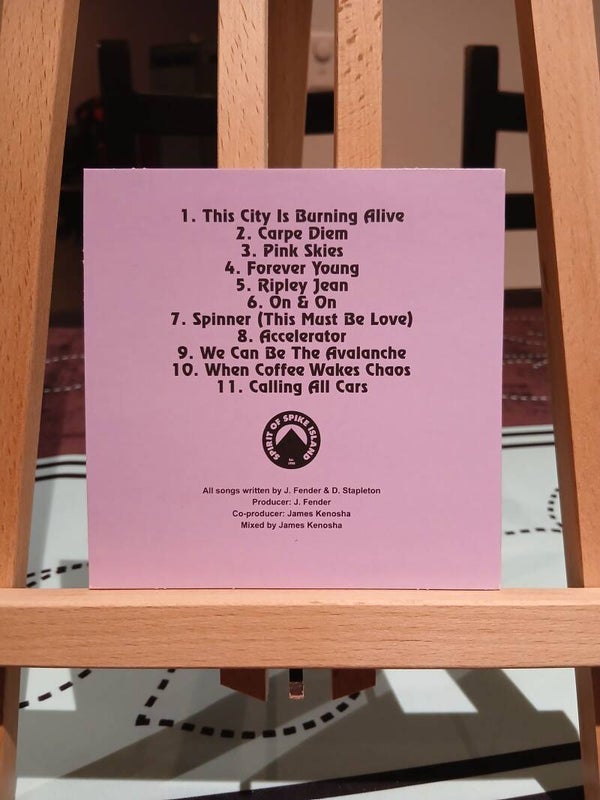 1. This City Is Burning Alive
2. Carpe Diem
3. Pink Skies
4. Forever Young
5. Ripley Jean
6. On & On
7. Spinner (This Must Be Love)
8. Accelerator
9. We Can Be The Avalanche
10. When Coffee Wakes Chaos
11. Calling All Cars
SPIRIT OF SPIKE ISLAND
All songs written by J. Fender & D. Stapleton
Producer: J. Fender
Co-producer: James Kenosha
Mixed by James Kenosha